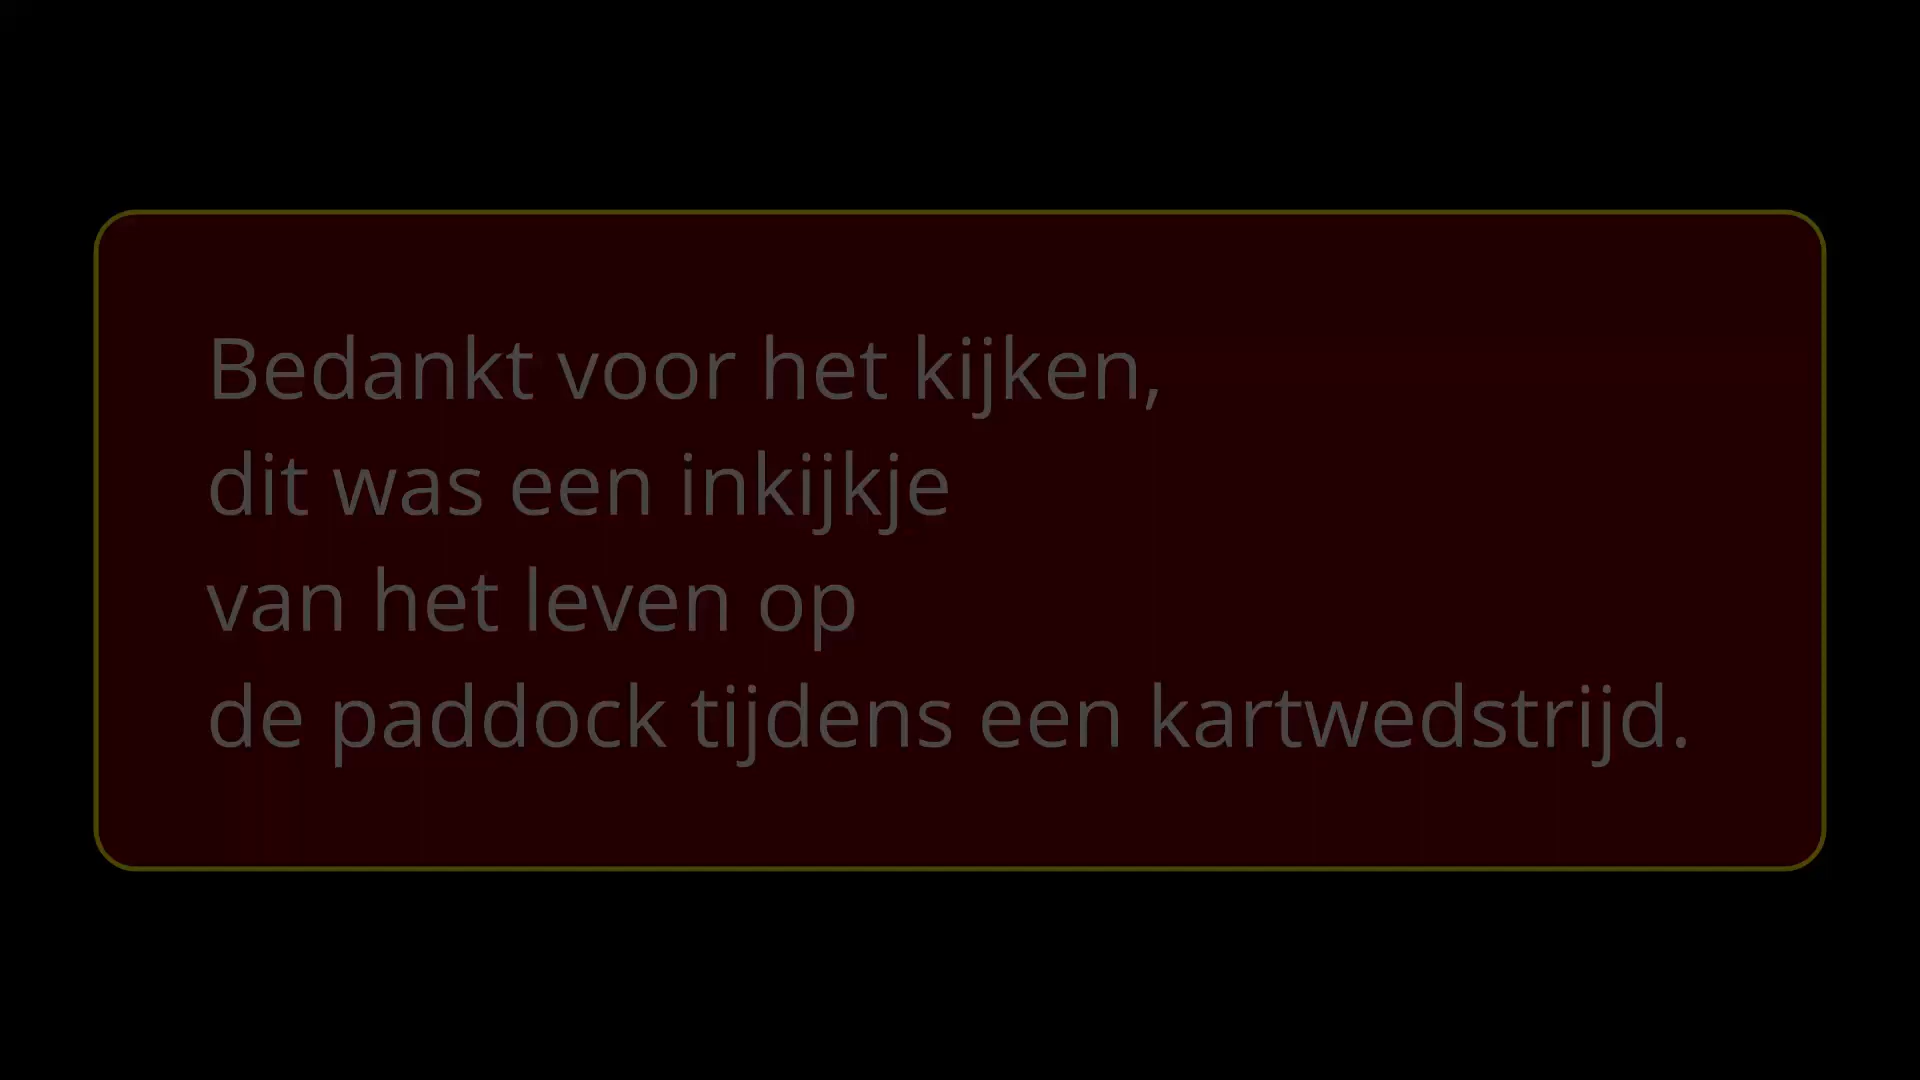 Bedankt voor het kijken,
dit was een inkijkje
van het leven op
de paddock tijdens een kartwedstrijd.